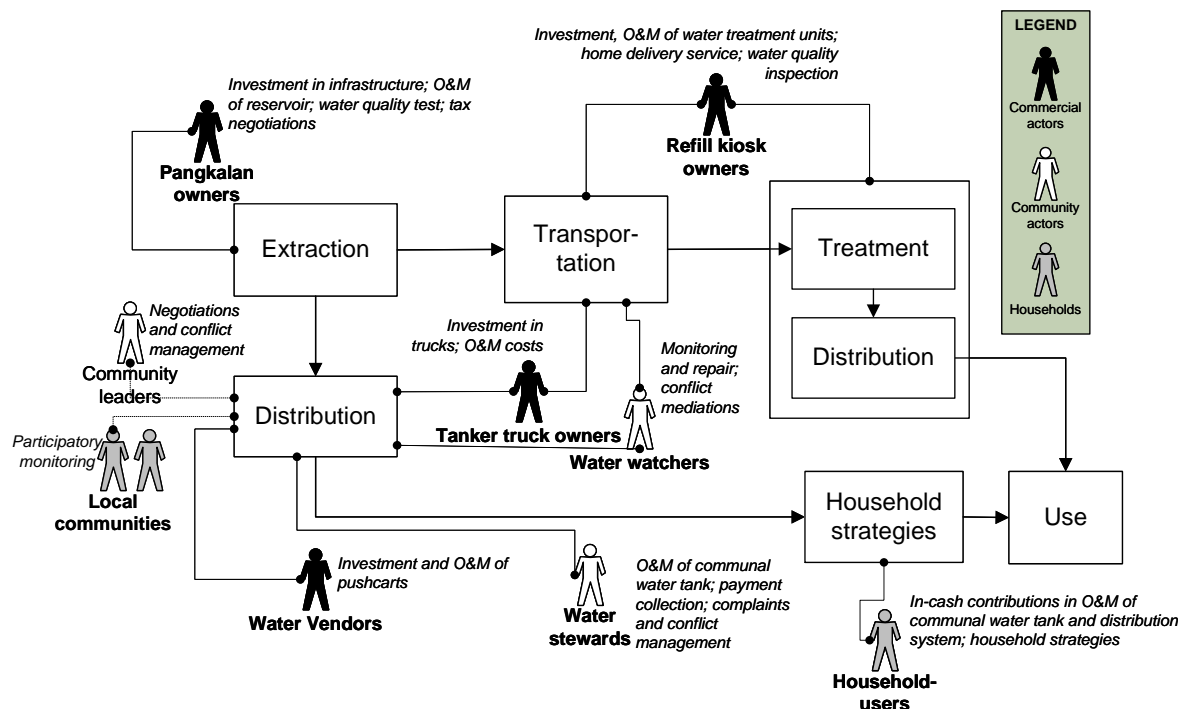 Investment, O&M of water treatment units;
home delivery service; water quality
inspection
LEGEND
Commercial
actors
Community
actors
Households
Investment in infrastructure; O&M
of reservoir; water quality test; tax
negotiations
Pangkalan
owners
Refill kiosk
owners
Extraction
Transpor-
tation
Treatment
Distribution
Negotiations
and conflict
management
Community
leaders
Investment in
trucks; O&M costs
Monitoring
and repair;
conflict
mediations
Distribution
Tanker truck owners
Water watchers
Participatory
monitoring
Local
communities
Household
strategies
Use
Investment and O&M of
pushcarts
Water Vendors
Water
stewards
O&M of communal
water tank; payment
collection; complaints
and conflict
management
In-cash contributions in O&M of
communal water tank and distribution
system; household strategies
Household-
users